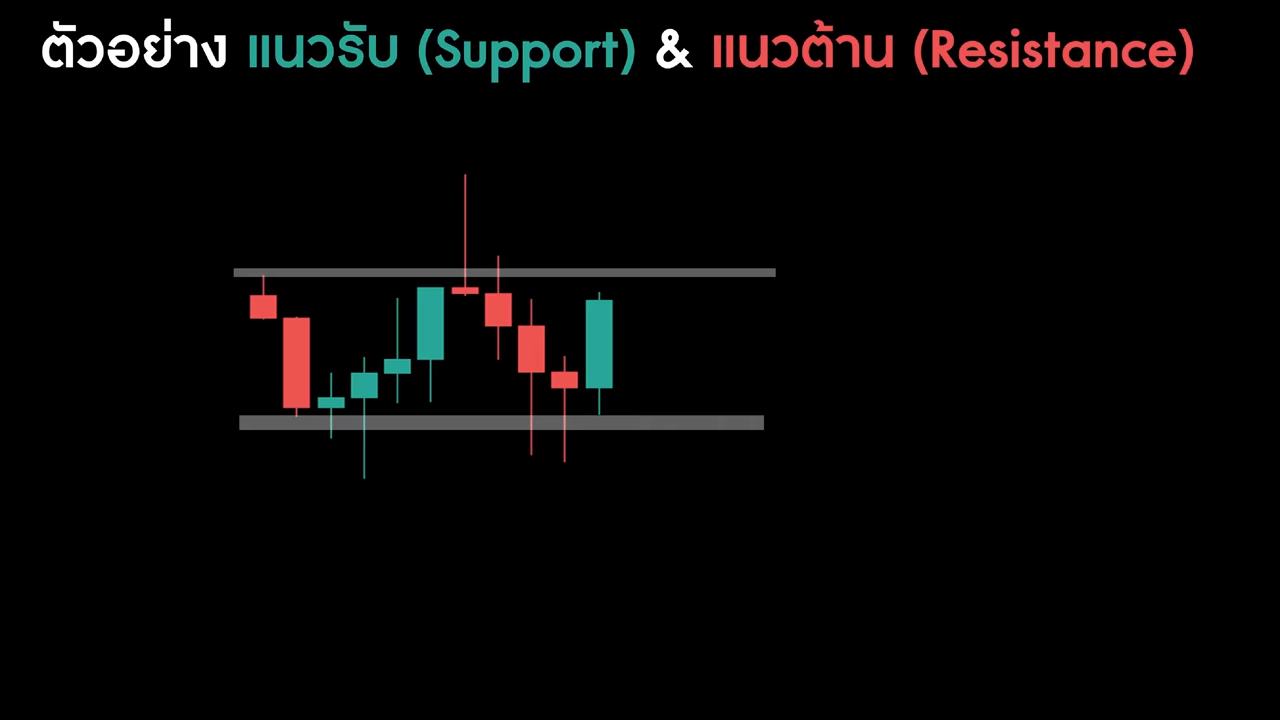 ตัวอย่าง แนวรับ (Support) & แนวต้าน (Resistance)